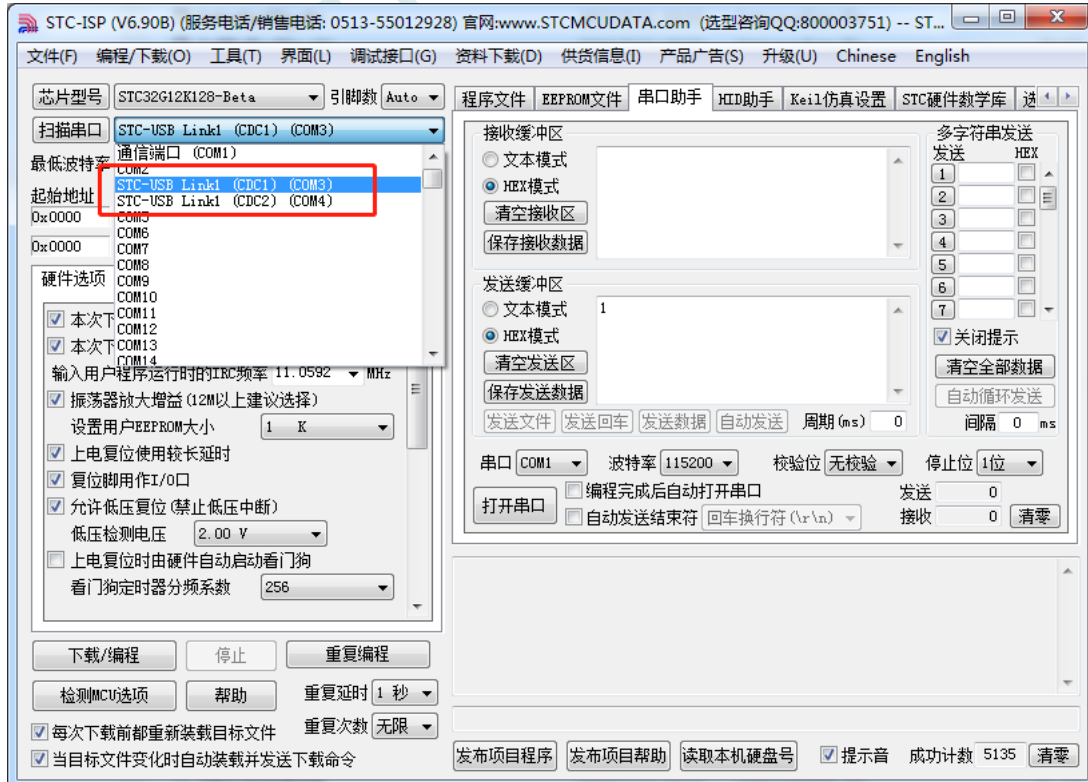 STC-ISP (V6.90B) (服务电话/销售电话: 0513-55012928) 官网:www.STCMCUDATA.com (选型咨询QQ:800003751) -- ST...
文件(F) 编程/下载(O) 工具(T) 界面(L) 调试接口(G) 资料下载(D) 供货信息(I) 产品广告(S) 升级(U) Chinese English
芯片型号 STC32G12K128-Beta 引脚数 Auto
扫描串口 STC-USB Link1 (CDC1) (COM3)
最低波特率
起始地址
0x0000
0x0000
通信端口 (COM1)
COM2
STC-USB Link1 (CDC1) (COM3)
STC-USB Link1 (CDC2) (COM4)
COM5
COM6
COM7
COM8
COM9
COM10
COM11
COM12
COM13
COM14
硬件选项
本次下
本次下
输入用户程序运行时的IRC频率 11.0592 MHz
振荡器放大增益(12M以上建议选择)
设置用户EEPROM大小 1 K
上电复位使用较长延时
复位脚用作I/O口
允许低压复位(禁止低压中断)
低压检测电压 2.00 V
上电复位时由硬件自动启动看门狗
看门狗定时器分频系数 256
下载/编程 停止 重复编程
检测MCU选项 帮助 重复延时 1 秒
每次下载前都重新装载目标文件 重复次数 无限
当目标文件变化时自动装载并发送下载命令
程序文件 EEPROM文件 串口助手 HID助手 Keil仿真设置 STC硬件数学库 选
接收缓冲区
文本模式
HEX模式
清空接收区
保存接收数据
发送缓冲区
文本模式 1
HEX模式
清空发送区
保存发送数据
发送文件 发送回车 发送数据 自动发送 周期(ms) 0
多字符串发送
发送 HEX
1
2
3
4
5
6
7
关闭提示
清空全部数据
自动循环发送
间隔 0 ms
串口 COM1 波特率 115200 校验位 无校验 停止位 1位
打开串口 编程完成后自动打开串口 发送 0
自动发送结束符 回车换行符(\r\n) 接收 0 清零
发布项目程序 发布项目帮助 读取本机硬盘号 提示音 成功计数 5135 清零